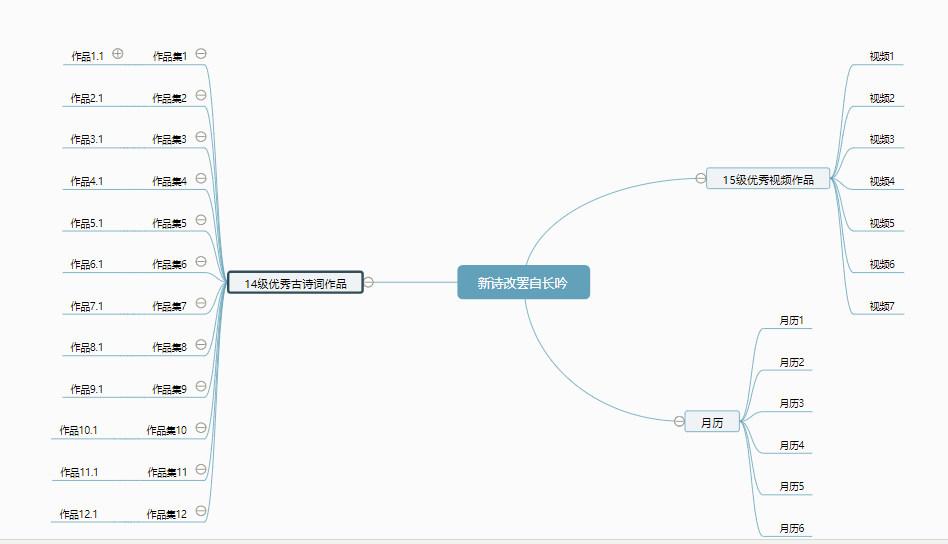 新诗改罢自长吟
14级优秀古诗词作品
作品集1
作品1.1
作品集2
作品2.1
作品集3
作品3.1
作品集4
作品4.1
作品集5
作品5.1
作品集6
作品6.1
作品集7
作品7.1
作品集8
作品8.1
作品集9
作品9.1
作品集10
作品10.1
作品集11
作品11.1
作品集12
作品12.1
15级优秀视频作品
视频1
视频2
视频3
视频4
视频5
视频6
视频7
月历
月历1
月历2
月历3
月历4
月历5
月历6